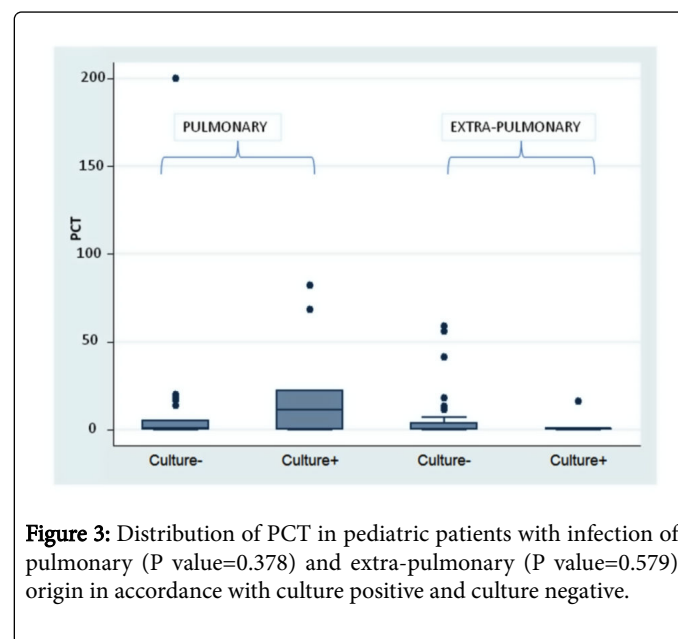 200
PULMONARY
EXTRA-PULMONARY
150
PCT
100
50
0
Culture-
Culture+
Culture-
Culture+
Figure 3: Distribution of PCT in pediatric patients with infection of
pulmonary (P value=0.378) and extra-pulmonary (P value=0.579)
origin in accordance with culture positive and culture negative.